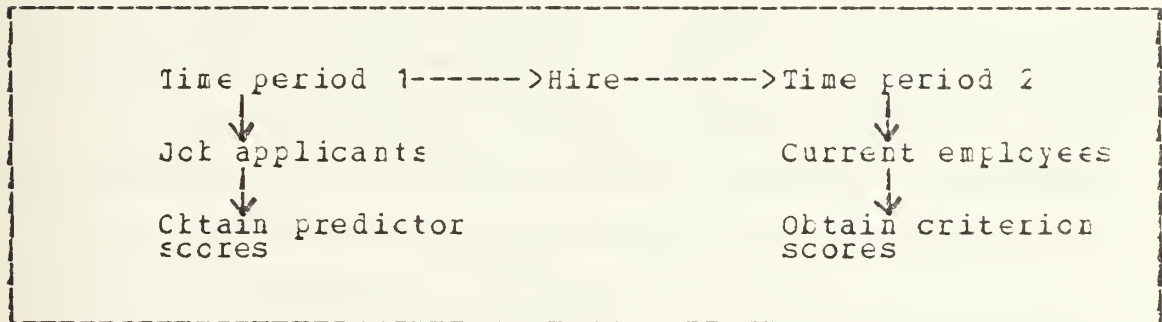 Time period 1------>Hire------->Time period 2
Job applicants Current employees
Obtain predictor Obtain criterion
scores scores